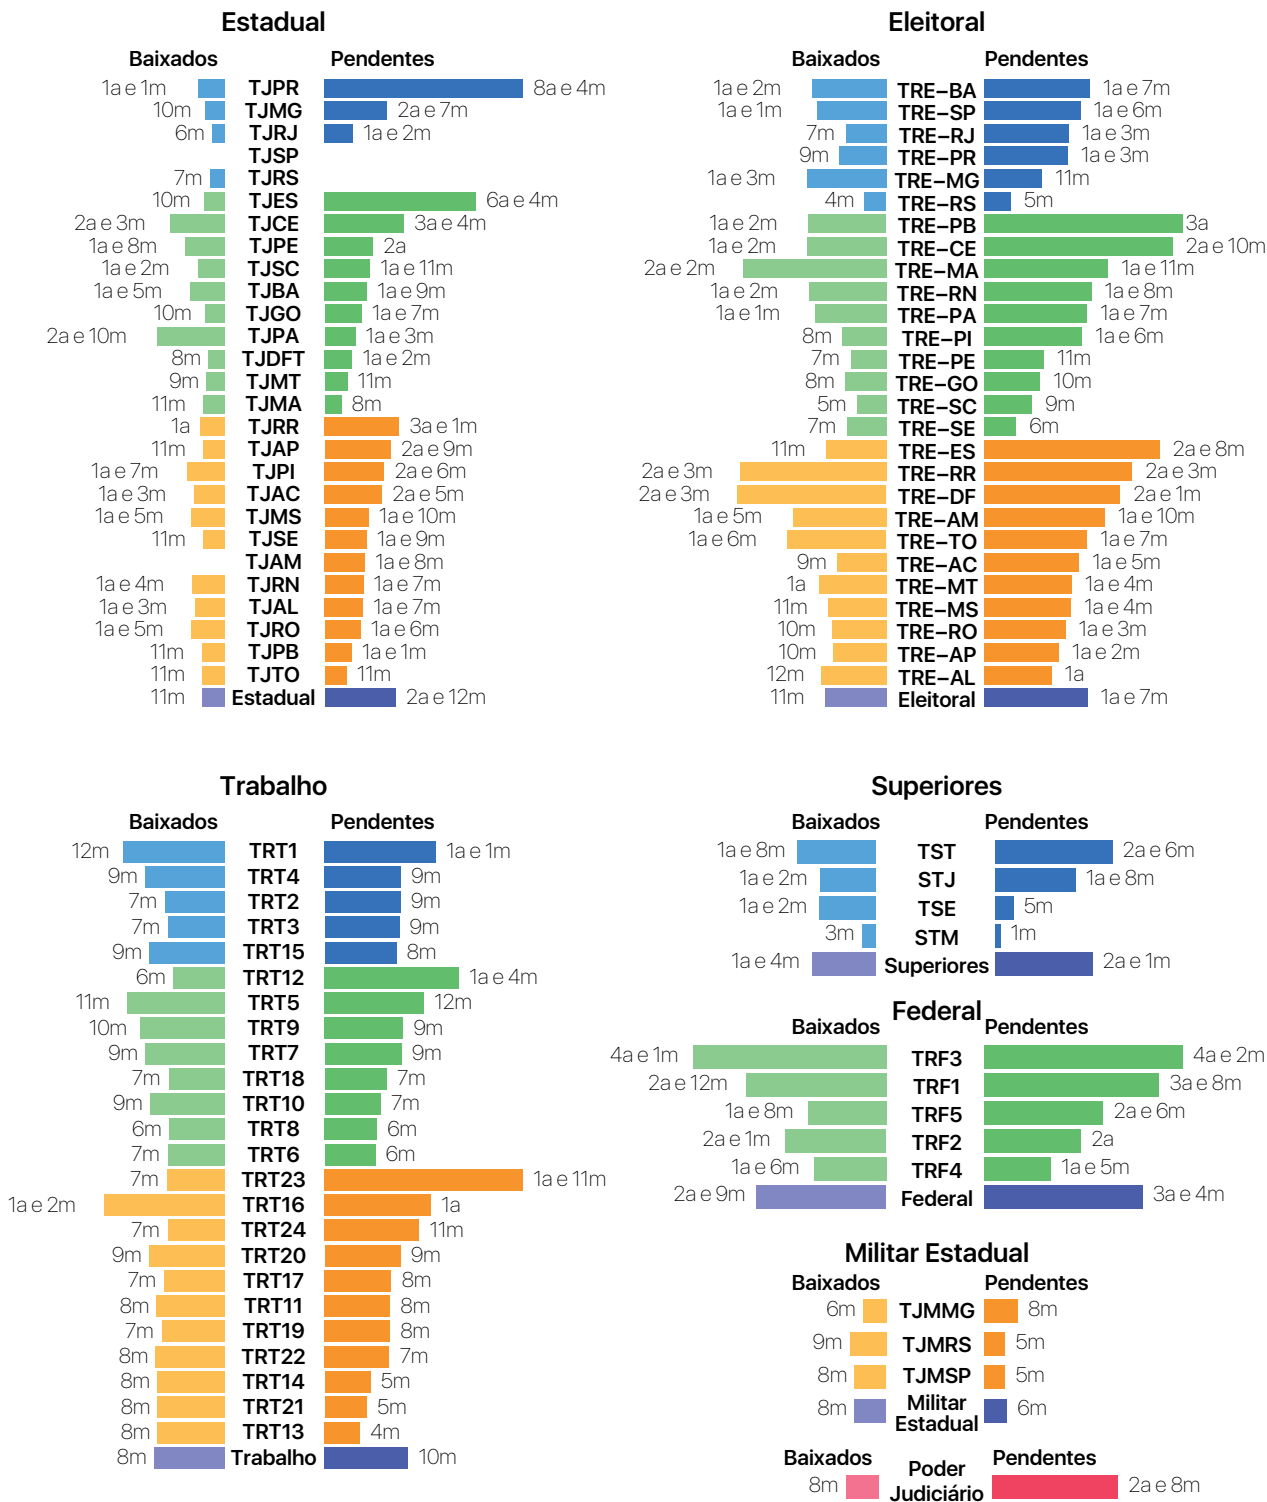 Estadual
Baixados Pendentes
1a e 1m TJPR 8a e 4m
10m TJMG 2a e 7m
6m TJRJ 1a e 2m
TJSP
7m TJRS
10m TJES 6a e 4m
2a e 3m TJCE 3a e 4m
1a e 8m TJPE 2a
1a e 2m TJSC 1a e 11m
1a e 5m TJBA 1a e 9m
10m TJGO 1a e 7m
2a e 10m TJPA 1a e 3m
8m TJDFT 1a e 2m
9m TJMT 11m
11m TJMA 8m
1a TJRR 3a e 1m
11m TJAP 2a e 9m
1a e 7m TJPI 2a e 6m
1a e 3m TJAC 2a e 5m
1a e 5m TJMS 1a e 10m
11m TJSE 1a e 9m
TJAM 1a e 8m
1a e 4m TJRN 1a e 7m
1a e 3m TJAL 1a e 7m
1a e 5m TJRO 1a e 6m
11m TJPB 1a e 1m
11m TJTO 11m
11m Estadual 2a e 12m
Eleitoral
Baixados Pendentes
1a e 2m TRE–BA 1a e 7m
1a e 1m TRE–SP 1a e 6m
7m TRE–RJ 1a e 3m
9m TRE–PR 1a e 3m
1a e 3m TRE–MG 11m
4m TRE–RS 5m
1a e 2m TRE–PB 3a
1a e 2m TRE–CE 2a e 10m
2a e 2m TRE–MA 1a e 11m
1a e 2m TRE–RN 1a e 8m
1a e 1m TRE–PA 1a e 7m
8m TRE–PI 1a e 6m
7m TRE–PE 11m
8m TRE–GO 10m
5m TRE–SC 9m
7m TRE–SE 6m
11m TRE–ES 2a e 8m
2a e 3m TRE–RR 2a e 3m
2a e 3m TRE–DF 2a e 1m
1a e 5m TRE–AM 1a e 10m
1a e 6m TRE–TO 1a e 7m
9m TRE–AC 1a e 5m
1a TRE–MT 1a e 4m
11m TRE–MS 1a e 4m
10m TRE–RO 1a e 3m
10m TRE–AP 1a e 2m
12m TRE–AL 1a
11m Eleitoral 1a e 7m
Trabalho
Baixados Pendentes
12m TRT1 1a e 1m
9m TRT4 9m
7m TRT2 9m
7m TRT3 9m
9m TRT15 8m
6m TRT12 1a e 4m
11m TRT5 12m
10m TRT9 9m
9m TRT7 9m
7m TRT18 7m
9m TRT10 7m
6m TRT8 6m
7m TRT6 6m
7m TRT23 1a e 11m
1a e 2m TRT16 1a
7m TRT24 11m
9m TRT20 9m
7m TRT17 8m
8m TRT11 8m
7m TRT19 8m
8m TRT22 7m
8m TRT14 5m
8m TRT21 5m
8m TRT13 4m
8m Trabalho 10m
Superiores
Baixados Pendentes
1a e 8m TST 2a e 6m
1a e 2m STJ 1a e 8m
1a e 2m TSE 5m
3m STM 1m
1a e 4m Superiores 2a e 1m
Federal
Baixados Pendentes
4a e 1m TRF3 4a e 2m
2a e 12m TRF1 3a e 8m
1a e 8m TRF5 2a e 6m
2a e 1m TRF2 2a
1a e 6m TRF4 1a e 5m
2a e 9m Federal 3a e 4m
Militar Estadual
Baixados Pendentes
6m TJMMG 8m
9m TJMRS 5m
8m TJMSP 5m
8m Militar 6m
Estadual
Baixados Pendentes
8m Poder 2a e 8m
Judiciário